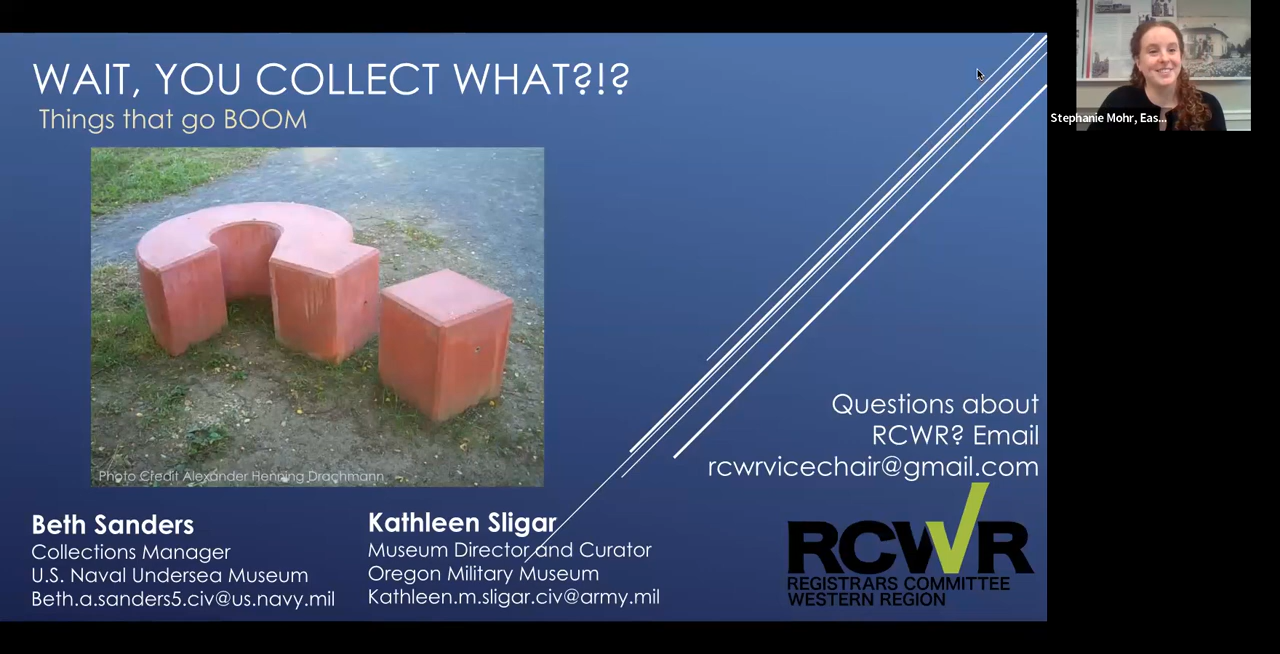 WAIT, YOU COLLECT WHAT?!?
Things that go BOOM
Photo Credit Alexander Henning Drachmann
Beth Sanders
Collections Manager
U.S. Naval Undersea Museum
Beth.a.sanders5.civ@us.navy.mil
Kathleen Sligar
Museum Director and Curator
Oregon Military Museum
Kathleen.m.sligar.civ@army.mil
Questions about
RCWR? Email
rcwrvicechair@gmail.com
RCWR
REGISTRARS COMMITTEE
WESTERN REGION
Stephanie Mohr, Eas...